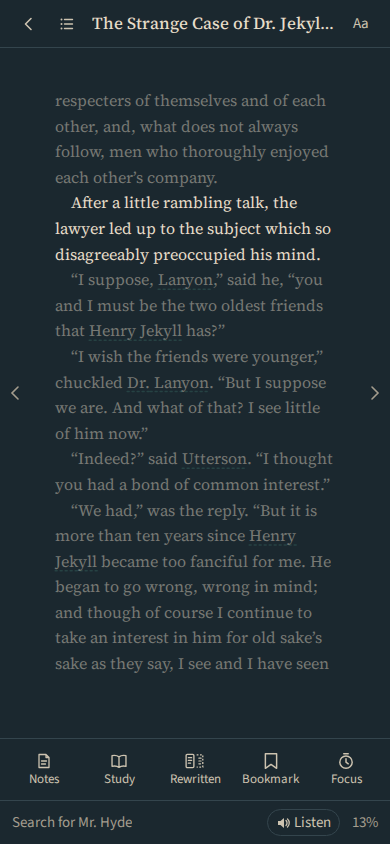 The Strange Case of Dr. Jekyl...
Aa
respecters of themselves and of each
other, and, what does not always
follow, men who thoroughly enjoyed
each other’s company.
After a little rambling talk, the
lawyer led up to the subject which so
disagreeably preoccupied his mind.
“I suppose, Lanyon,” said he, “you
and I must be the two oldest friends
that Henry Jekyll has?”
“I wish the friends were younger,”
chuckled Dr. Lanyon. “But I suppose
we are. And what of that? I see little
of him now.”
“Indeed?” said Utterson. “I thought
you had a bond of common interest.”
“We had,” was the reply. “But it is
more than ten years since Henry
Jekyll became too fanciful for me. He
began to go wrong, wrong in mind;
and though of course I continue to
take an interest in him for old sake’s
sake as they say, I see and I have seen
Notes
Study
Rewritten
Bookmark
Focus
Search for Mr. Hyde
Listen
13%